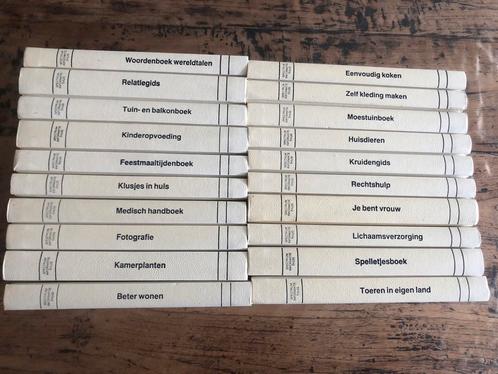 Woordenboek wereldtalen
Relatiegids
Tuin- en balkonboek
Kinderopvoeding
Feestmaaltijdenboek
Klusjes in huis
Medisch handboek
Fotografie
Kamerplanten
Beter wonen
Eenvoudig koken
Zelf kleding maken
Moestuinboek
Huisdieren
Kruidengids
Rechtshulp
Je bent vrouw
Lichaamsverzorging
Spelletjesboek
Toeren in eigen land